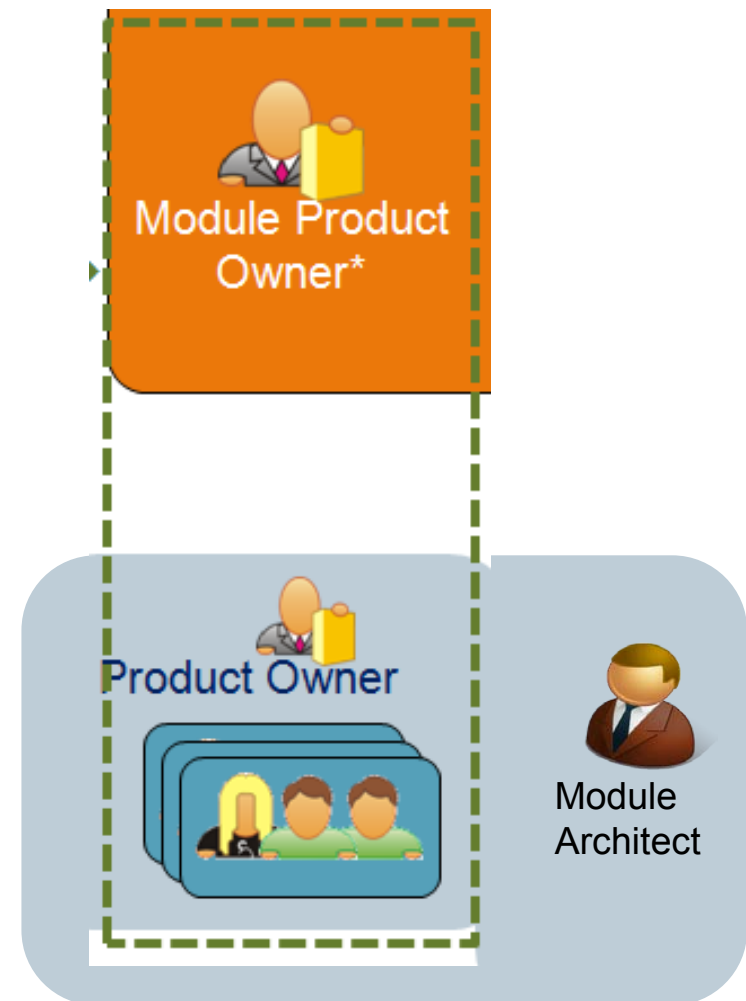 Module Product
Owner*
Product Owner
Module
Architect